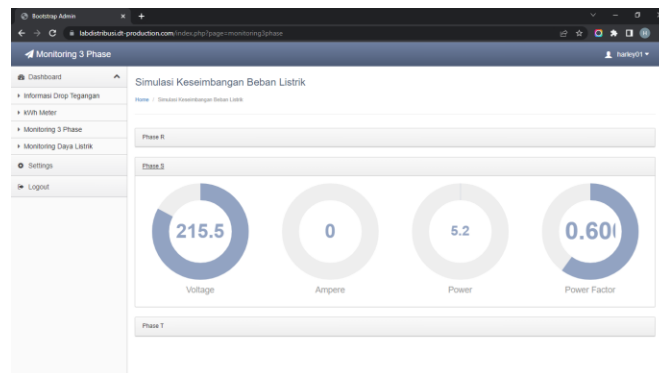 Bootstrap Admin
labdistribusi.dt-production.com/index.php?page=monitoring3phase
Monitoring 3 Phase
harley01
Dashboard
Informasi Drop Tegangan
kWh Meter
Monitoring 3 Phase
Monitoring Daya Listrik
Settings
Logout
Simulasi Keseimbangan Beban Listrik
Home / Simulasi Keseimbangan Beban Listrik
Phase R
Phase S
215.5
0
5.2
0.60
Voltage
Ampere
Power
Power Factor
Phase T